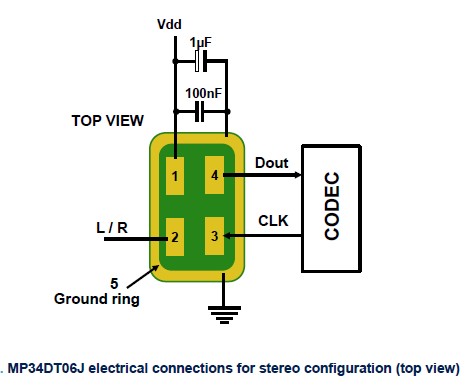 Vdd
1µF
100nF
TOP VIEW
1
4
Dout
L / R
2
3
CLK
CODEC
5
Ground ring
. MP34DT06J electrical connections for stereo configuration (top view)